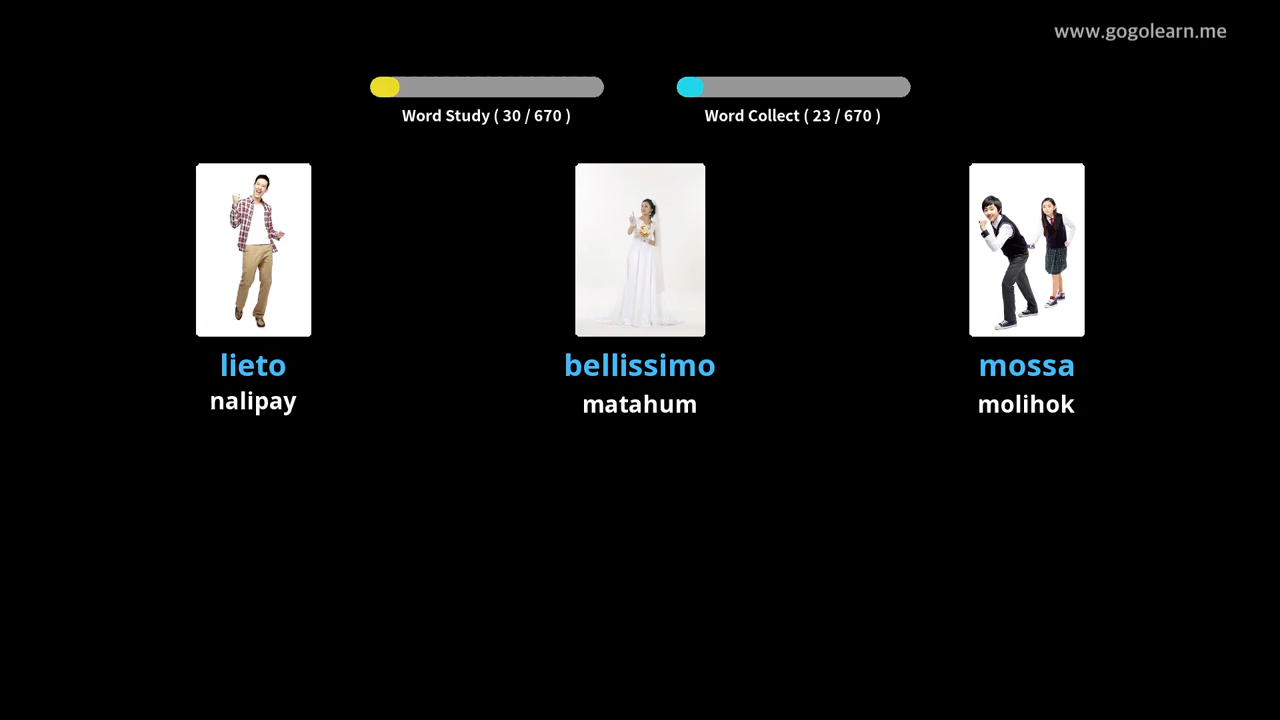 www.gogolearn.me
Word Study ( 30 / 670 )
Word Collect ( 23 / 670 )
lieto
nalipay
bellissimo
matahum
mossa
molihok